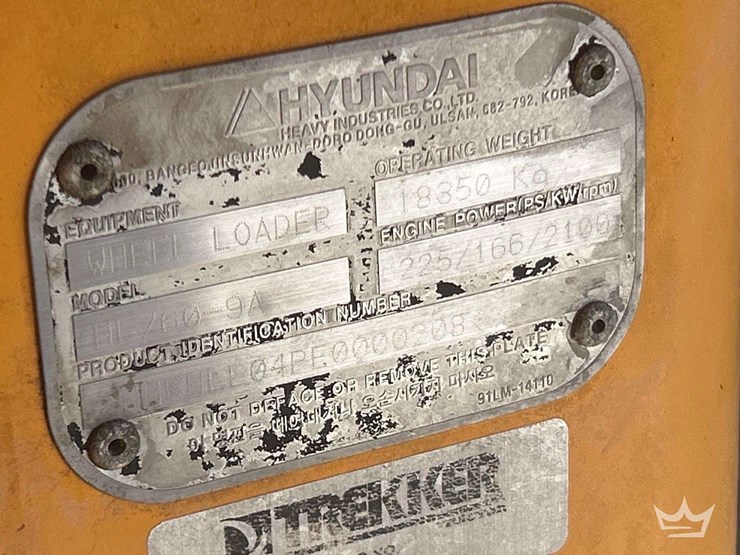 HYUNDAI
HEAVY INDUSTRIES CO., LTD.
BANGEOJINSUNHWAN-DORO DONG-GU, ULSAN, 682-792, KOREA
EQUIPMENT
WHEEL LOADER
OPERATING WEIGHT
18350 Kg
MODEL
HL760-9A
ENGINE POWER(PS/KW/rpm)
225/166/2100
PRODUCT IDENTIFICATION NUMBER
DO NOT DEFACE OR REMOVE THIS PLATE
91LM-14110
TREKKER